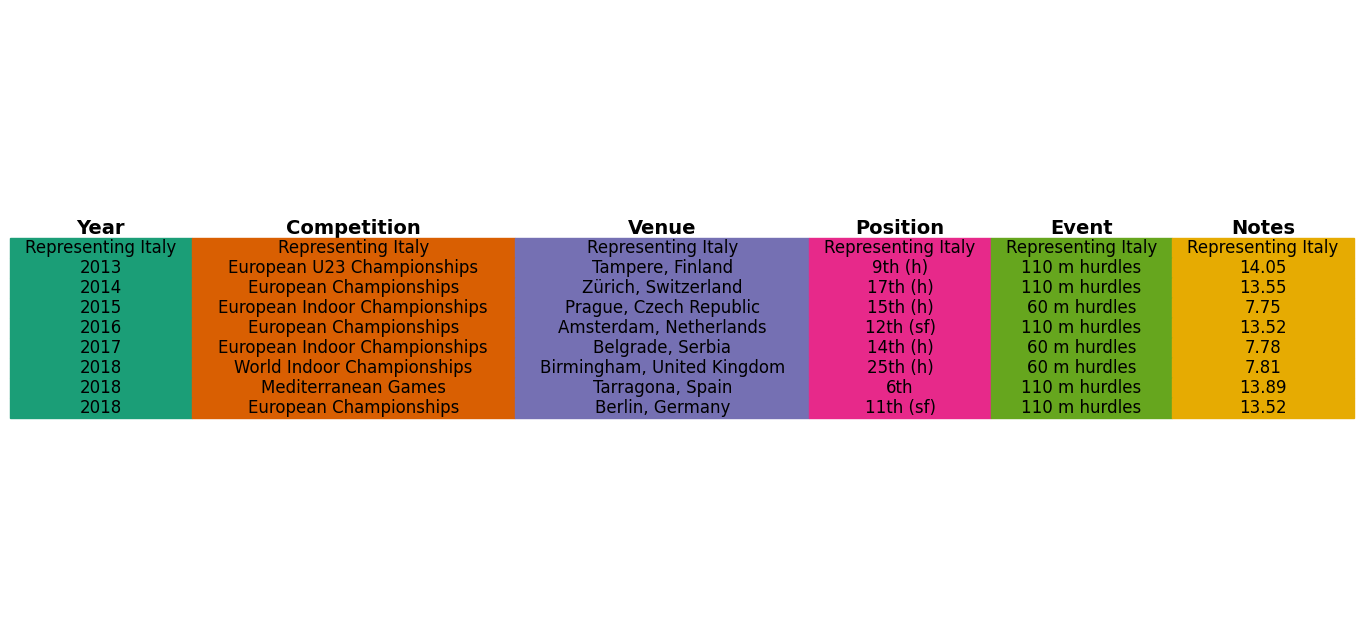 Year Competition Venue Position Event Notes
Representing Italy Representing Italy Representing Italy Representing Italy Representing Italy Representing Italy
2013 European U23 Championships Tampere, Finland 9th (h) 110 m hurdles 14.05
2014 European Championships Zürich, Switzerland 17th (h) 110 m hurdles 13.55
2015 European Indoor Championships Prague, Czech Republic 15th (h) 60 m hurdles 7.75
2016 European Championships Amsterdam, Netherlands 12th (sf) 110 m hurdles 13.52
2017 European Indoor Championships Belgrade, Serbia 14th (h) 60 m hurdles 7.78
2018 World Indoor Championships Birmingham, United Kingdom 25th (h) 60 m hurdles 7.81
2018 Mediterranean Games Tarragona, Spain 6th 110 m hurdles 13.89
2018 European Championships Berlin, Germany 11th (sf) 110 m hurdles 13.52